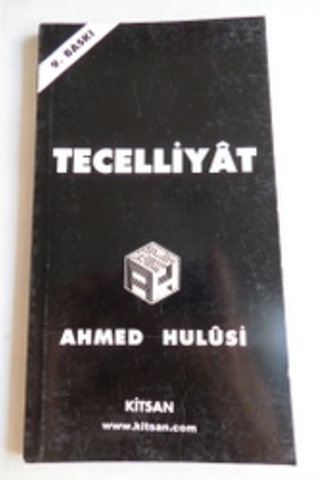 9. BASKI
TECELLİYÂT
AHMED HULÛSİ
KİTSAN
www.kitsan.com